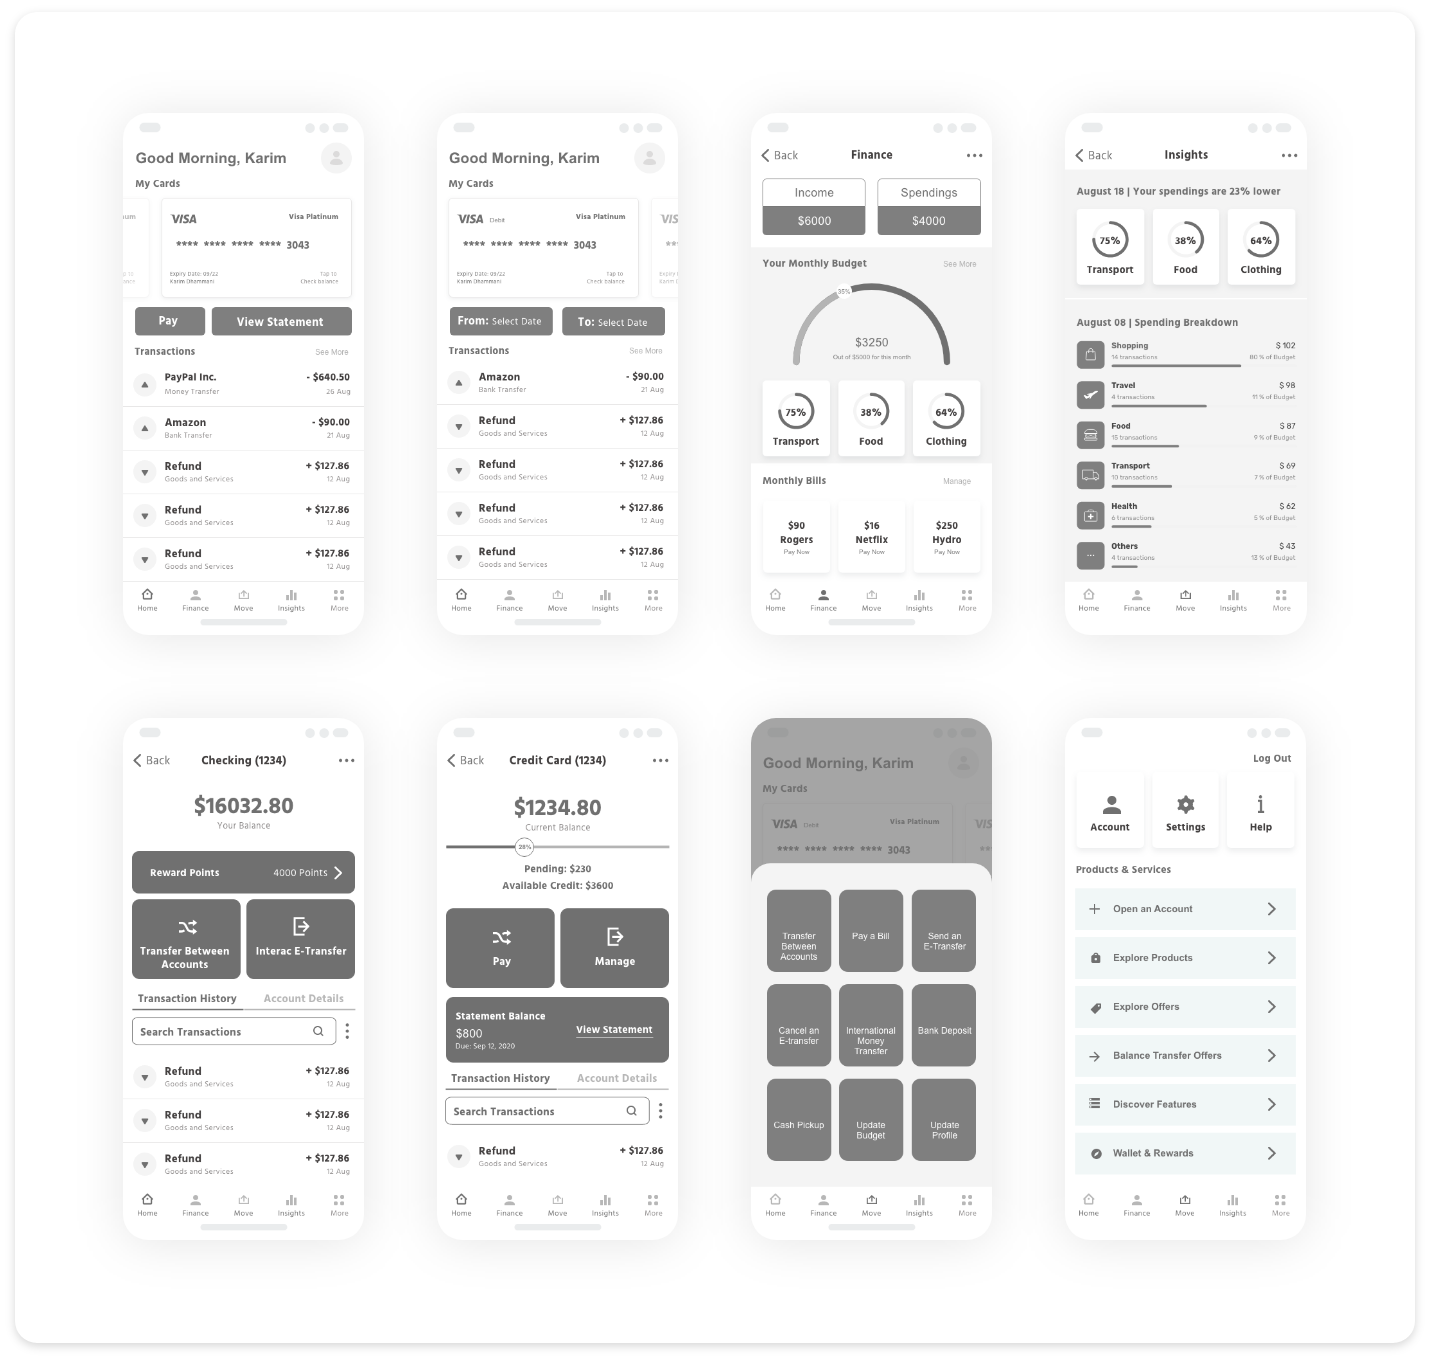 Good Morning, Karim
My Cards
VISA
Visa Platinum
**** **** **** **** 3043
Expiry Date: 09/22
Karim Dhammani
Tap to
Check balance
Pay
View Statement
Transactions
See More
PayPal Inc.
- $640.50
Money Transfer
26 Aug
Amazon
- $90.00
Bank Transfer
21 Aug
Refund
+ $127.86
Goods and Services
12 Aug
Refund
+ $127.86
Goods and Services
12 Aug
Refund
+ $127.86
Goods and Services
12 Aug
Home
Finance
Move
Insights
More
Good Morning, Karim
My Cards
VISA Debit
Visa Platinum
**** **** **** **** 3043
Expiry Date: 09/22
Karim Dhammani
Tap to
Check balance
VIS
From: Select Date
To: Select Date
Transactions
See More
Amazon
- $90.00
Bank Transfer
21 Aug
Refund
+ $127.86
Goods and Services
12 Aug
Refund
+ $127.86
Goods and Services
12 Aug
Refund
+ $127.86
Goods and Services
12 Aug
Refund
+ $127.86
Goods and Services
12 Aug
Home
Finance
Move
Insights
More
Back
Finance
Income
Spendings
$6000
$4000
Your Monthly Budget
See More
35%
$3250
Out of $5000 for this month
75%
38%
64%
Transport
Food
Clothing
Monthly Bills
Manage
$90
Rogers
Pay Now
$16
Netflix
Pay Now
$250
Hydro
Pay Now
Home
Finance
Move
Insights
More
Back
Insights
August 18 | Your spendings are 23% lower
75%
38%
64%
Transport
Food
Clothing
August 08 | Spending Breakdown
Shopping
$ 102
14 transactions
80 % of Budget
Travel
$ 98
4 transactions
11 % of Budget
Food
$ 87
15 transactions
9 % of Budget
Transport
$ 69
10 transactions
7 % of Budget
Health
$ 62
6 transactions
5 % of Budget
Others
$ 43
4 transactions
13 % of Budget
Home
Finance
Move
Insights
More
Back
Checking (1234)
$16032.80
Your Balance
Reward Points
4000 Points
Transfer Between
Accounts
Interac E-Transfer
Transaction History
Account Details
Search Transactions
Refund
+ $127.86
Goods and Services
12 Aug
Refund
+ $127.86
Goods and Services
12 Aug
Refund
+ $127.86
Goods and Services
12 Aug
Home
Finance
Move
Insights
More
Back
Credit Card (1234)
$1234.80
Current Balance
28%
Pending: $230
Available Credit: $3600
Pay
Manage
Statement Balance
$800
Due: Sep 12, 2020
View Statement
Transaction History
Account Details
Search Transactions
Refund
+ $127.86
Goods and Services
12 Aug
Home
Finance
Move
Insights
More
Good Morning, Karim
My Cards
VISA Debit
Visa Platinum
VIS
**** **** **** **** 3043
Transfer
Between
Accounts
Pay a Bill
Send an
E-Transfer
Cancel an
E-transfer
International
Money
Transfer
Bank Deposit
Cash Pickup
Update
Budget
Update
Profile
Home
Finance
Move
Insights
More
Log Out
Account
Settings
Help
Products & Services
Open an Account
Explore Products
Explore Offers
Balance Transfer Offers
Discover Features
Wallet & Rewards
Home
Finance
Move
Insights
More